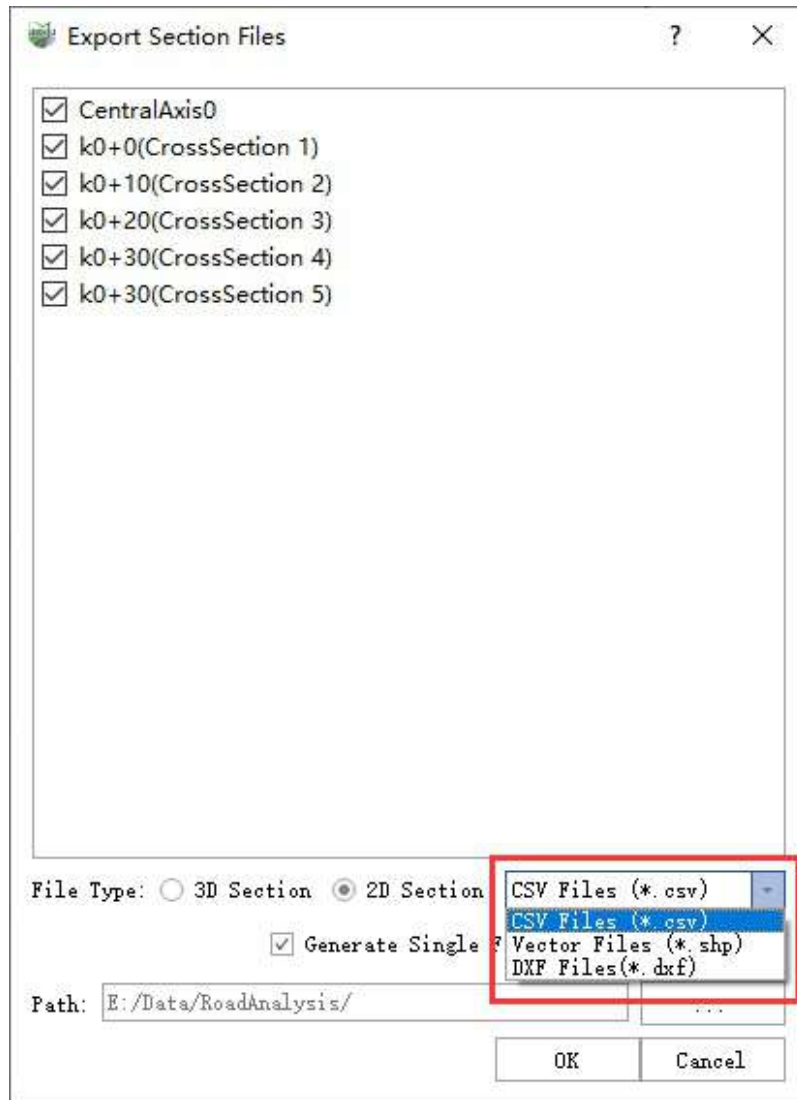 Export Section Files
?
CentralAxis0
k0+0(CrossSection 1)
k0+10(CrossSection 2)
k0+20(CrossSection 3)
k0+30(CrossSection 4)
k0+30(CrossSection 5)
File Type: 3D Section 2D Section CSV Files (*.csv)
CSV Files (*.csv)
Generate Single Vector Files (*.shp)
DXF Files(*.dxf)
Path: E:/Data/RoadAnalysis/ ...
OK Cancel